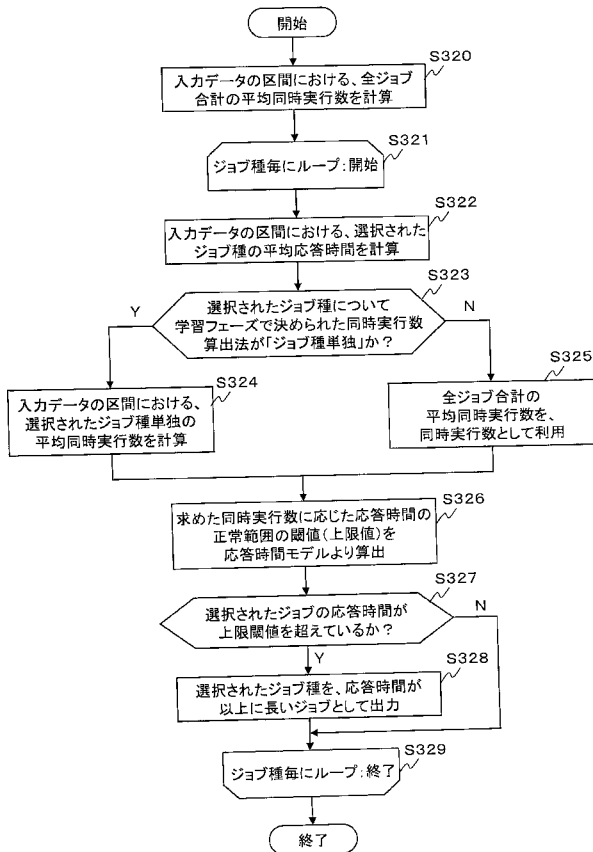 開始
S320
入力データの区間における、全ジョブ
合計の平均同時実行数を計算
S321
ジョブ種毎にループ:開始
S322
入力データの区間における、選択された
ジョブ種の平均応答時間を計算
S323
選択されたジョブ種について
学習フェーズで決められた同時実行数
算出法が「ジョブ種単独」か?
Y
N
S324
入力データの区間における、
選択されたジョブ種単独の
平均同時実行数を計算
S325
全ジョブ合計の
平均同時実行数を、
同時実行数として利用
S326
求めた同時実行数に応じた応答時間の
正常範囲の閾値(上限値)を
応答時間モデルより算出
S327
選択されたジョブの応答時間が
上限閾値を超えているか?
N
Y
S328
選択されたジョブ種を、応答時間が
以上に長いジョブとして出力
S329
ジョブ種毎にループ:終了
終了